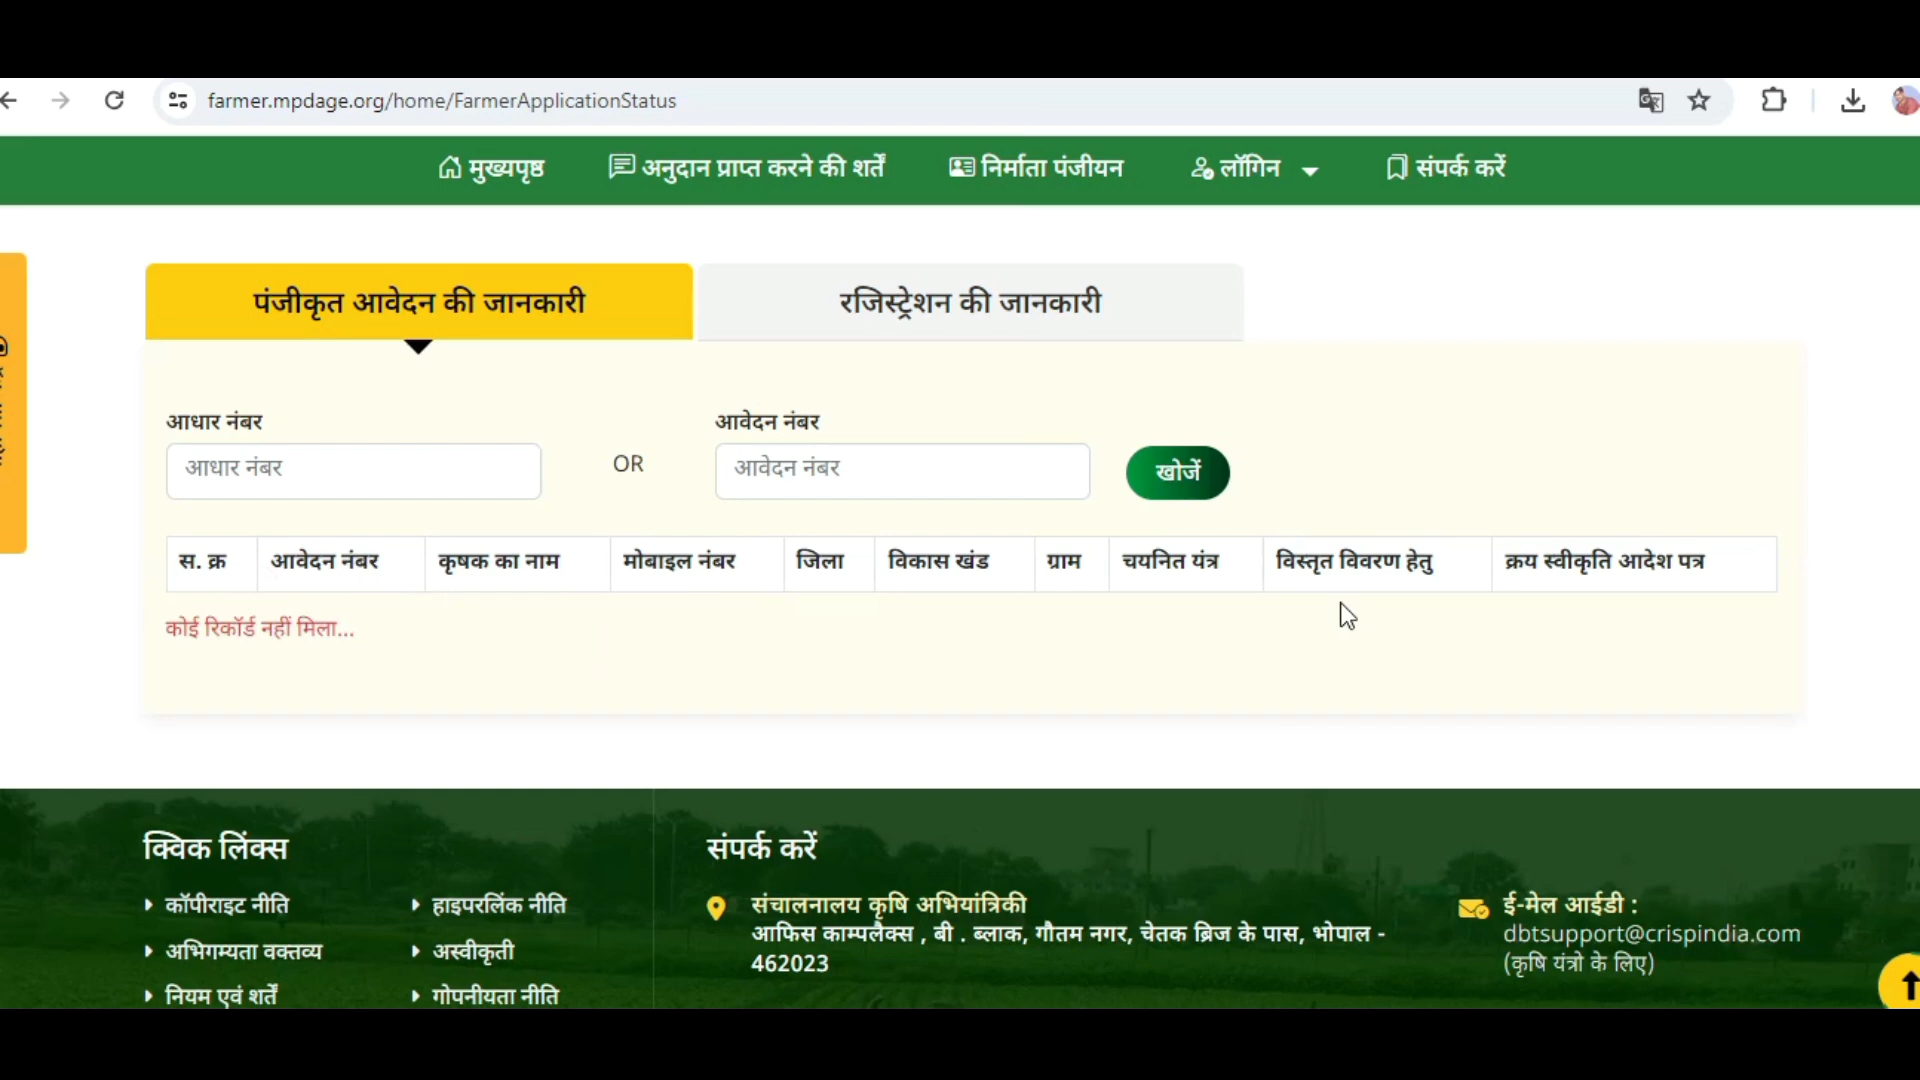 farmer.mpdage.org/home/FarmerApplicationStatus
मुख्यपृष्ठ अनुदान प्राप्त करने की शर्तें निर्माता पंजीयन लॉगिन संपर्क करें
पंजीकृत आवेदन की जानकारी रजिस्ट्रेशन की जानकारी
आधार नंबर आवेदन नंबर
आधार नंबर OR आवेदन नंबर खोजें
स. क्र आवेदन नंबर कृषक का नाम मोबाइल नंबर जिला विकास खंड ग्राम चयनित यंत्र विस्तृत विवरण हेतु क्रय स्वीकृति आदेश पत्र
कोई रिकॉर्ड नहीं मिला...
क्विक लिंक्स
कॉपीराइट नीति हाइपरलिंक नीति
अभिगम्यता वक्तव्य अस्वीकृती
नियम एवं शर्तें गोपनीयता नीति
संपर्क करें
संचालनालय कृषि अभियांत्रिकी
आफिस काम्पलैक्स , बी . ब्लाक, गौतम नगर, चेतक ब्रिज के पास, भोपाल -
462023
ई-मेल आईडी :
dbtsupport@crispindia.com
(कृषि यंत्रो के लिए)